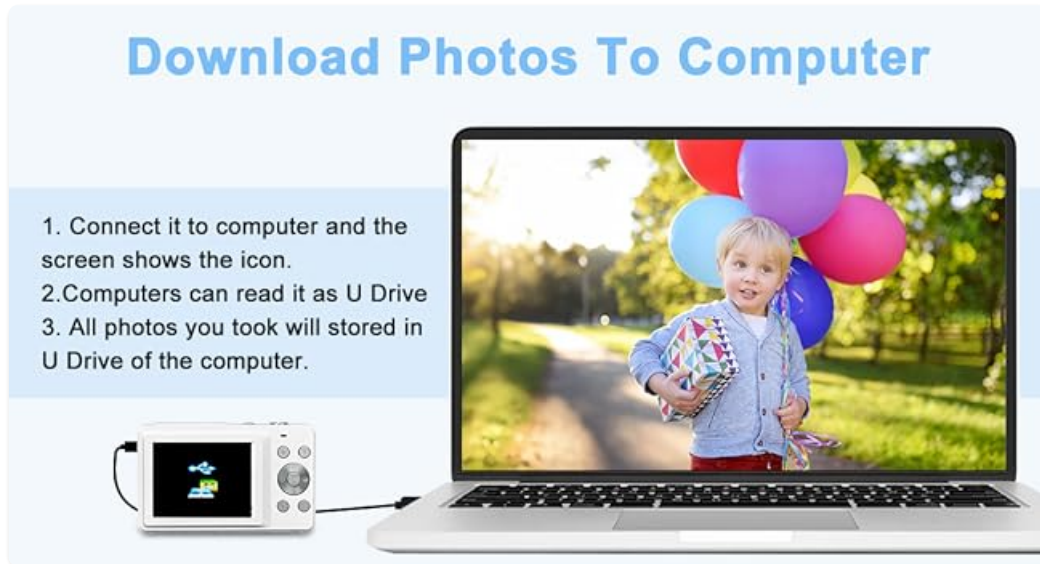 Download Photos To Computer
1. Connect it to computer and the
screen shows the icon.
2.Computers can read it as U Drive
3. All photos you took will stored in
U Drive of the computer.